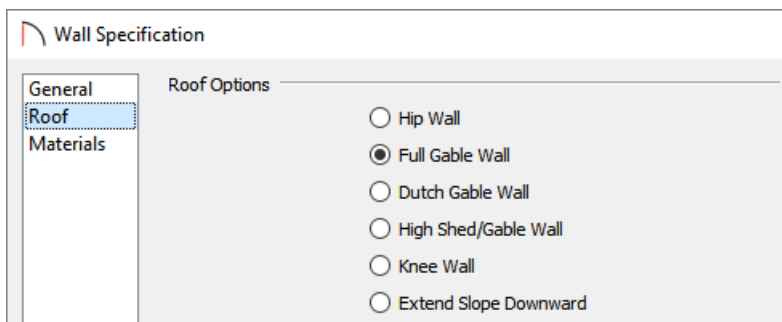 Wall Specification
General
Roof
Materials
Roof Options
Hip Wall
Full Gable Wall
Dutch Gable Wall
High Shed/Gable Wall
Knee Wall
Extend Slope Downward